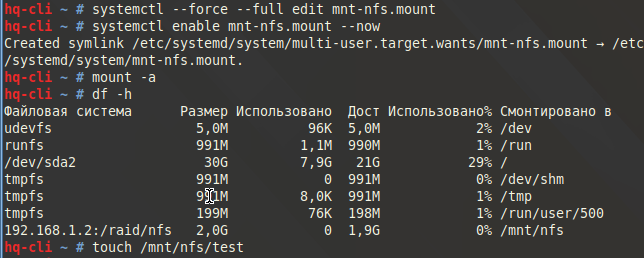 hq-cli ~ # systemctl --force --full edit mnt-nfs.mount
hq-cli ~ # systemctl enable mnt-nfs.mount --now
Created symlink /etc/systemd/system/multi-user.target.wants/mnt-nfs.mount → /etc
/systemd/system/mnt-nfs.mount.
hq-cli ~ # mount -a
hq-cli ~ # df -h
Файловая система Размер Использовано Дост Использовано% Смонтировано в
udevfs 5,0M 96K 5,0M 2% /dev
runfs 991M 1,1M 990M 1% /run
/dev/sda2 30G 7,9G 21G 29% /
tmpfs 991M 0 991M 0% /dev/shm
tmpfs 991M 8,0K 991M 1% /tmp
tmpfs 199M 76K 198M 1% /run/user/500
192.168.1.2:/raid/nfs 2,0G 0 1,9G 0% /mnt/nfs
hq-cli ~ # touch /mnt/nfs/test